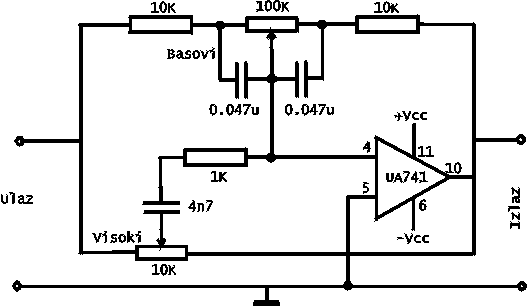 10K 100K 10K
Basovi
0.047u 0.047u
+Vcc
4 11
1K UA741 10
5
Ulaz 4n7 6 Izlaz
Visoki -Vcc
10K